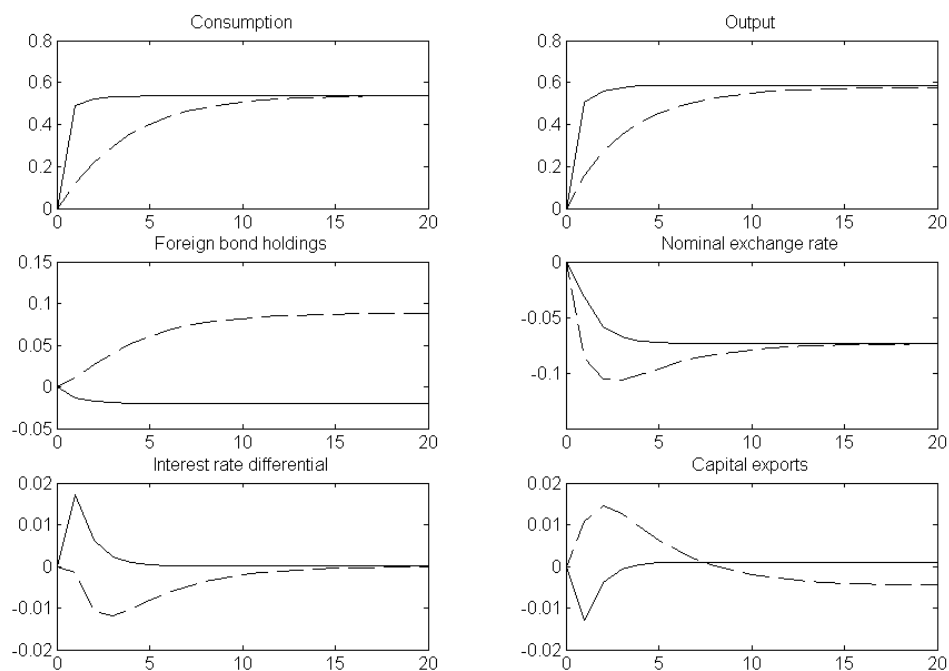 Consumption
0.8
0.6
0.4
0.2
0
0 5 10 15 20
Output
0.8
0.6
0.4
0.2
0
0 5 10 15 20
Foreign bond holdings
0.15
0.1
0.05
0
-0.05
0 5 10 15 20
Nominal exchange rate
0
-0.05
-0.1
0 5 10 15 20
Interest rate differential
0.02
0.01
0
-0.01
-0.02
0 5 10 15 20
Capital exports
0.02
0.01
0
-0.01
-0.02
0 5 10 15 20